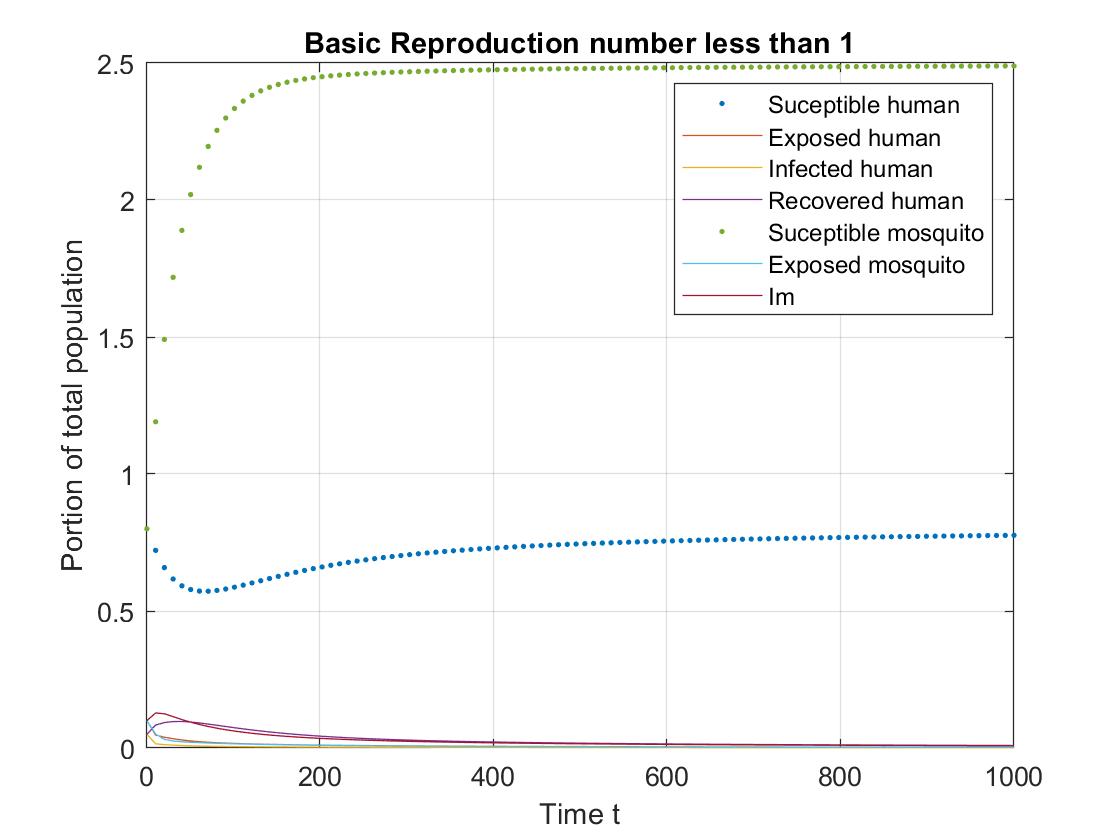 Basic Reproduction number less than 1
2.5
2
1.5
1
0.5
0
Portion of total population
Suceptible human
Exposed human
Infected human
Recovered human
Suceptible mosquito
Exposed mosquito
Im
0 200 400 600 800 1000
Time t